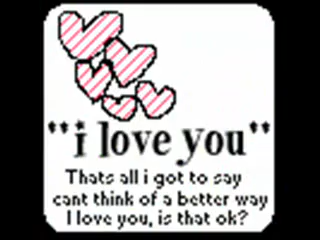 "i love you"
Thats all i got to say
cant think of a better way
I love you, is that ok?